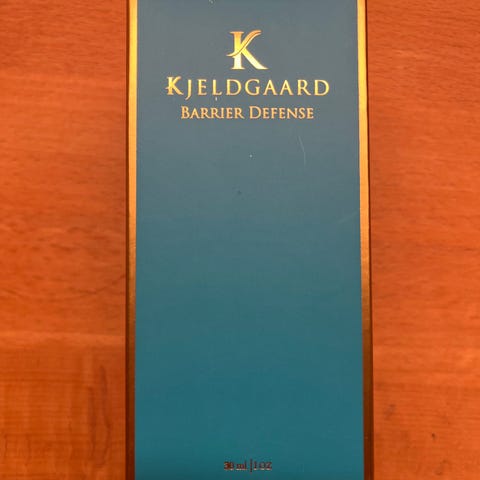 K
KJELDGAARD
BARRIER DEFENSE
30 ml | 1 OZ